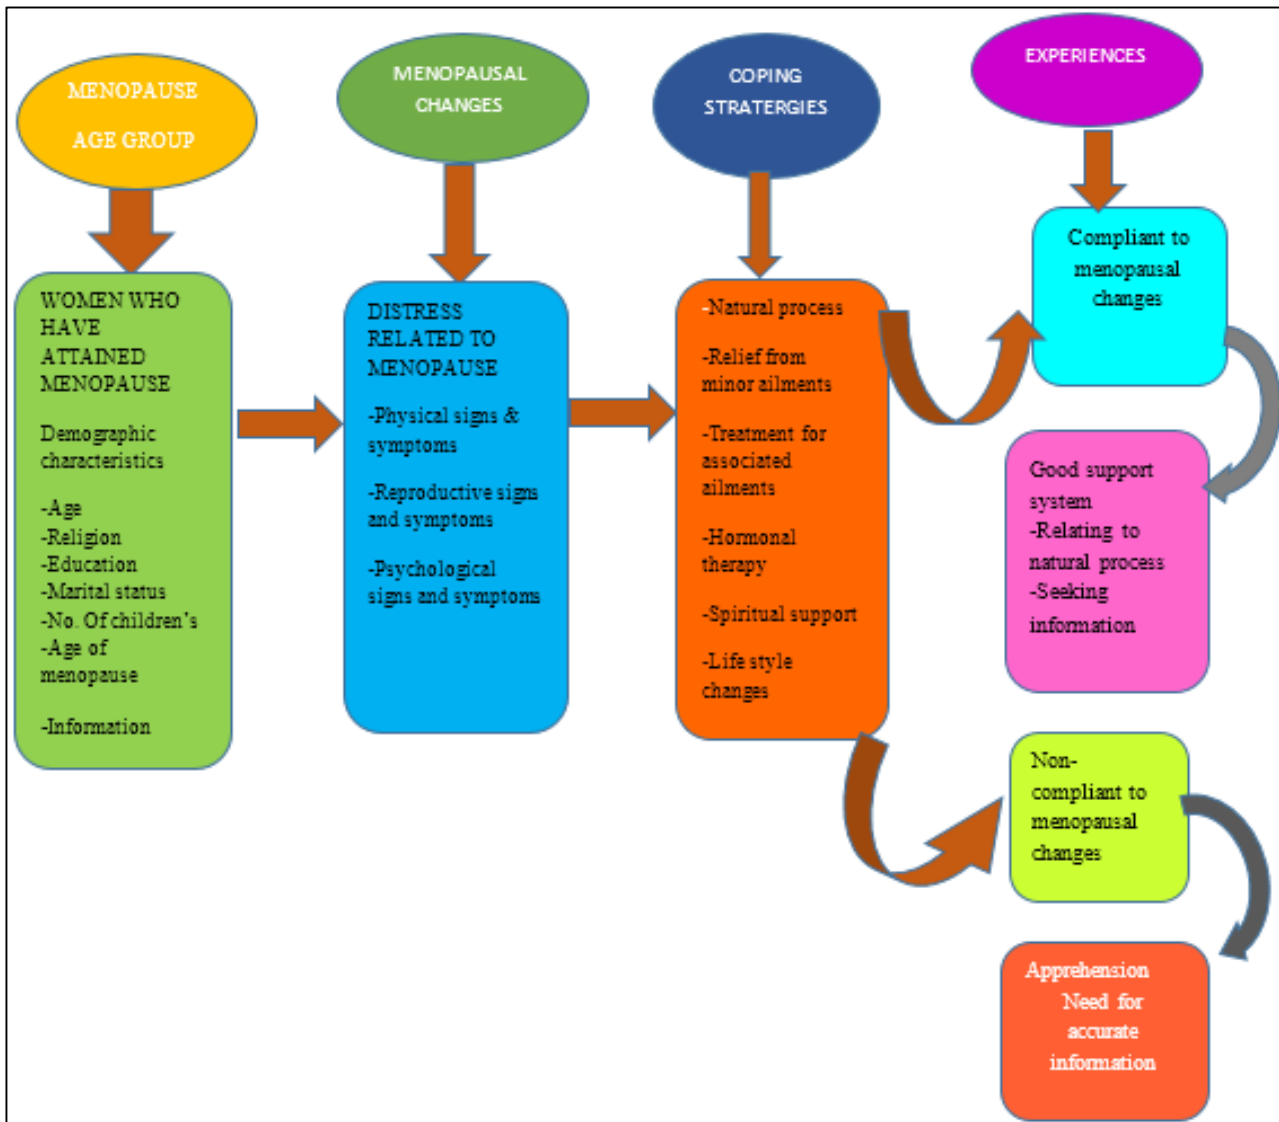 MENOPAUSE
AGE GROUP
MENOPAUSAL
CHANGES
COPING
STRATERGIES
EXPERIENCES
WOMEN WHO
HAVE
ATTAINED
MENOPAUSE
Demographic
characteristics
-Age
-Religion
-Education
-Marital status
-No. Of children's
-Age of
menopause
-Information
DISTRESS
RELATED TO
MENOPAUSE
-Physical signs &
symptoms
-Reproductive signs
and symptoms
-Psychological
signs and symptoms
-Natural process
-Relief from
minor ailments
-Treatment for
associated
ailments
-Hormonal
therapy
-Spiritual support
-Life style
changes
Compliant to
menopausal
changes
Good support
system
-Relating to
natural process
-Seeking
information
Non-
compliant to
menopausal
changes
Apprehension
Need for
accurate
information